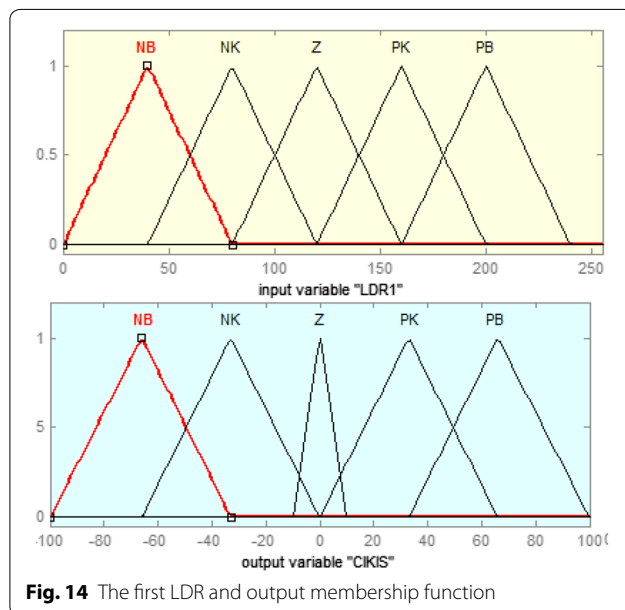 NB NK Z PK PB
1
0.5
0
0 50 100 150 200 250
input variable "LDR1"
NB NK Z PK PB
1
5
0
-100 -80 -60 -40 -20 0 20 40 60 80 100
output variable "CIKIS"
Fig. 14 The first LDR and output membership function